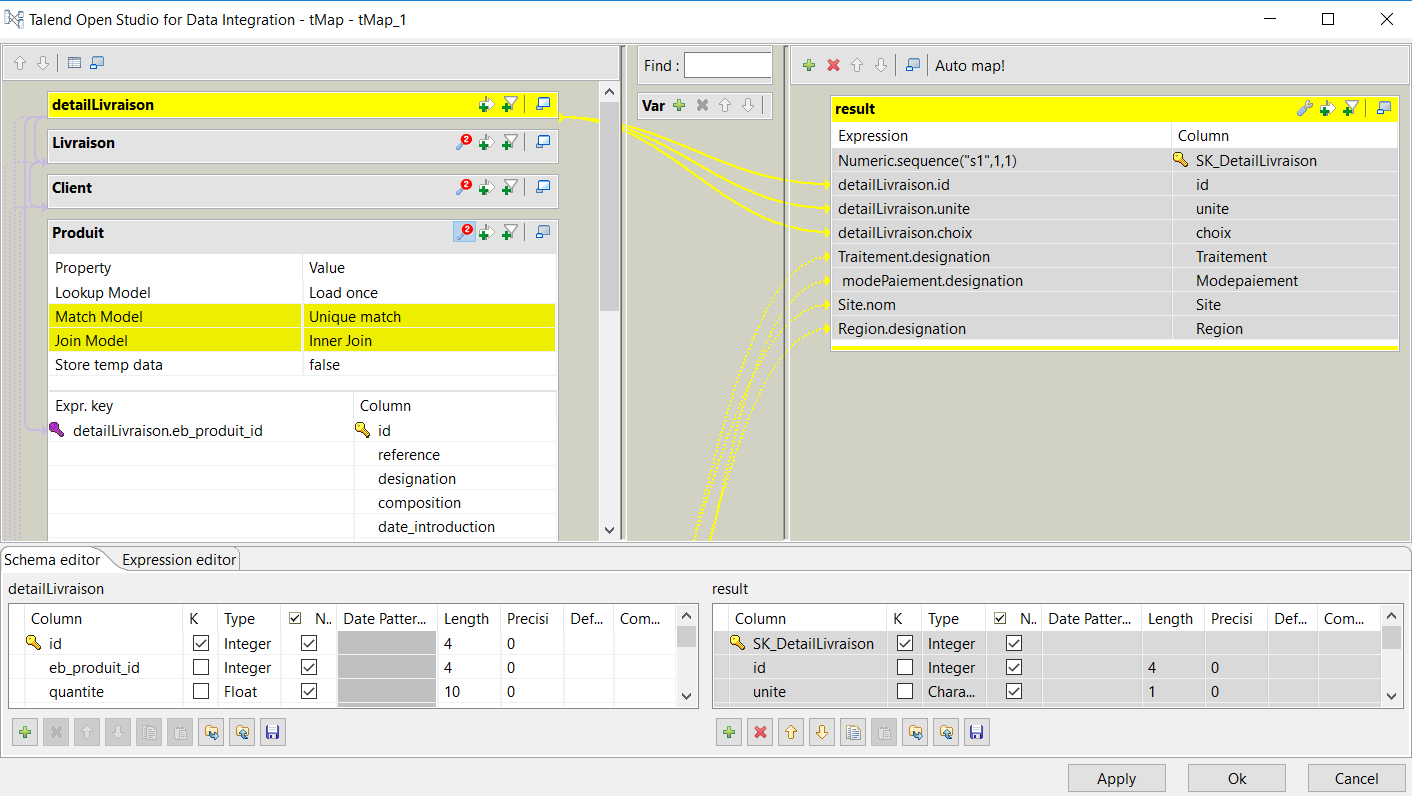 Talend Open Studio for Data Integration - tMap - tMap_1
Find :
Auto map!
detailLivraison
Var
result
Livraison
2
Client
2
Produit
2
Property Value
Lookup Model Load once
Match Model Unique match
Join Model Inner Join
Store temp data false
Expr. key Column
detailLivraison.eb_produit_id id
reference
designation
composition
date_introduction
Expression Column
Numeric.sequence("s1",1,1) SK_DetailLivraison
detailLivraison.id id
detailLivraison.unite unite
detailLivraison.choix choix
Traitement.designation Traitement
modePaiement.designation Modepaiement
Site.nom Site
Region.designation Region
Schema editor Expression editor
detailLivraison
Column K Type N.. Date Patter... Length Precisi Def... Com...
id Integer 4 0
eb_produit_id Integer 4 0
quantite Float 10 0
result
Column K Type N.. Date Patter... Length Precisi Def... Com...
SK_DetailLivraison Integer
id Integer 4 0
unite Chara... 1 0
Apply Ok Cancel